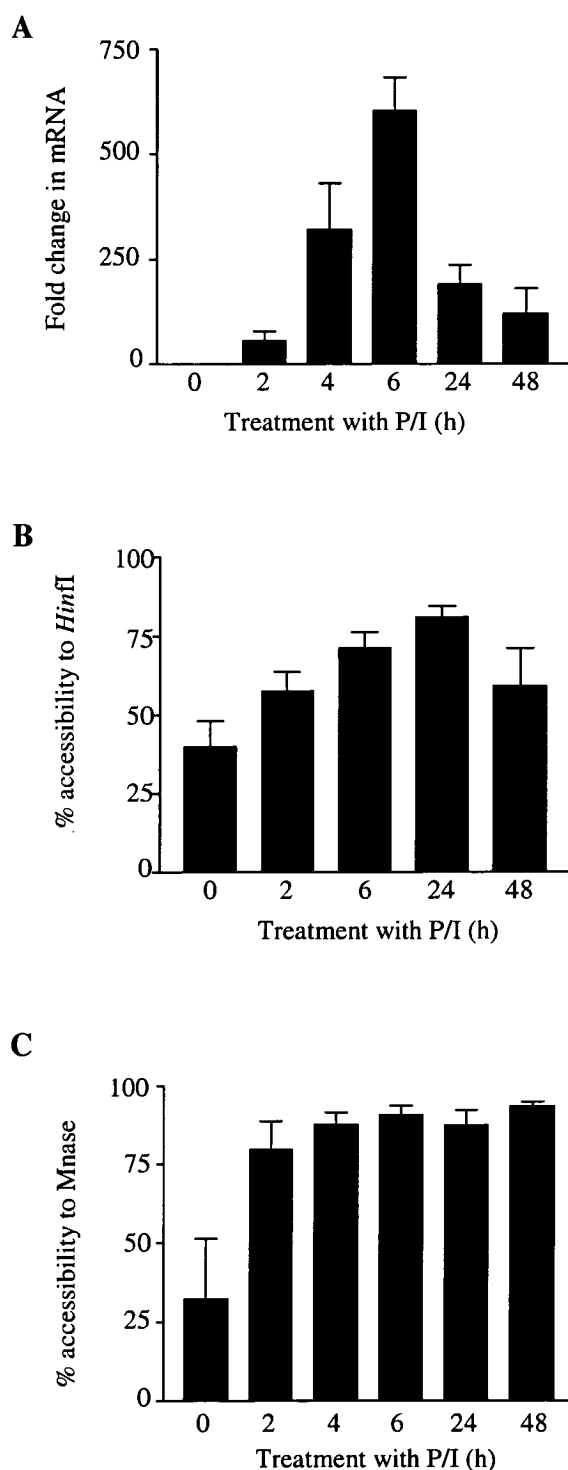 A
Fold change in mRNA
750
500
250
0
0 2 4 6 24 48
Treatment with P/I (h)
B
% accessibility to HinfI
100
75
50
25
0
0 2 6 24 48
Treatment with P/I (h)
C
% accessibility to Mnase
100
75
50
25
0
0 2 4 6 24 48
Treatment with P/I (h)